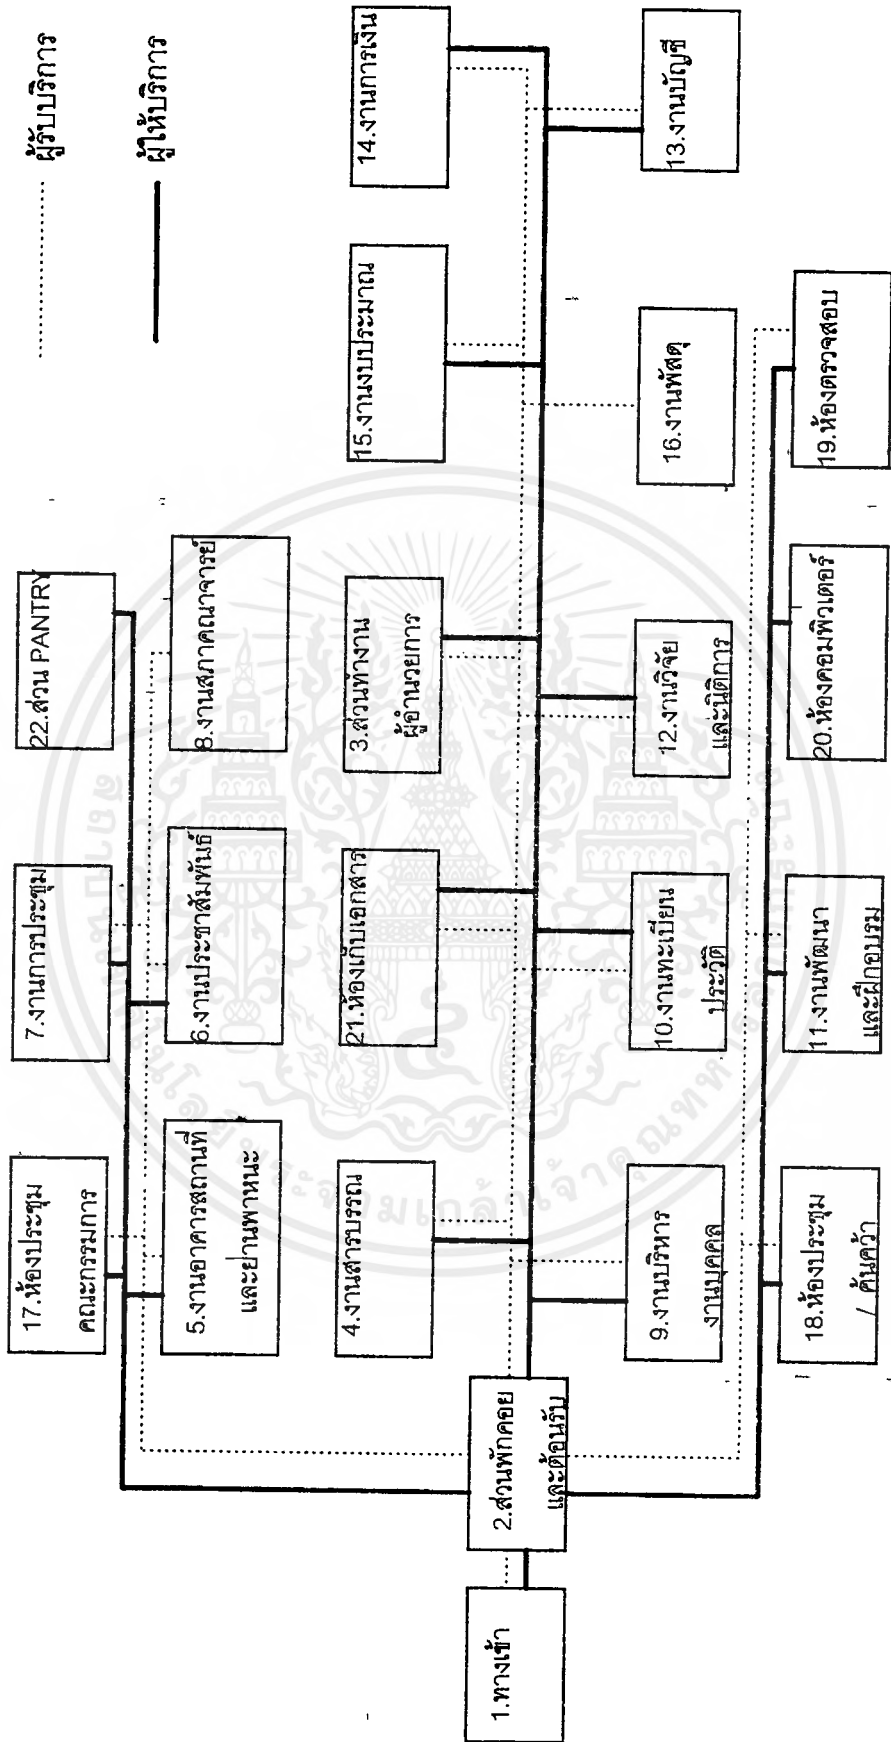 ผู้รับบริการ
ผู้ให้บริการ
17.ห้องประชุม
คณะกรรมการ
7.งานการประชุม
22.ส่วน PANTRY
5.งานอาคารสถานที่
และยานพาหนะ
6.งานประชาสัมพันธ์
8.งานสภาคณาจารย์
4.งานสารบรรณ
21.ห้องเก็บเอกสาร
3.ส่วนทำงาน
ผู้อำนวยการ
15.งานงบประมาณ
14.งานการเงิน
1.ทางเข้า
2.ส่วนพักคอย
และต้อนรับ
9.งานบริหาร
งานบุคคล
10.งานทะเบียน
ประวัติ
12.งานวิจัย
และนิติการ
16.งานพัสดุ
13.งานบัญชี
18.ห้องประชุม
/ ค้นคว้า
11.งานพัฒนา
และฝึกอบรม
20.ห้องคอมพิวเตอร์
19.ห้องตรวจสอบ